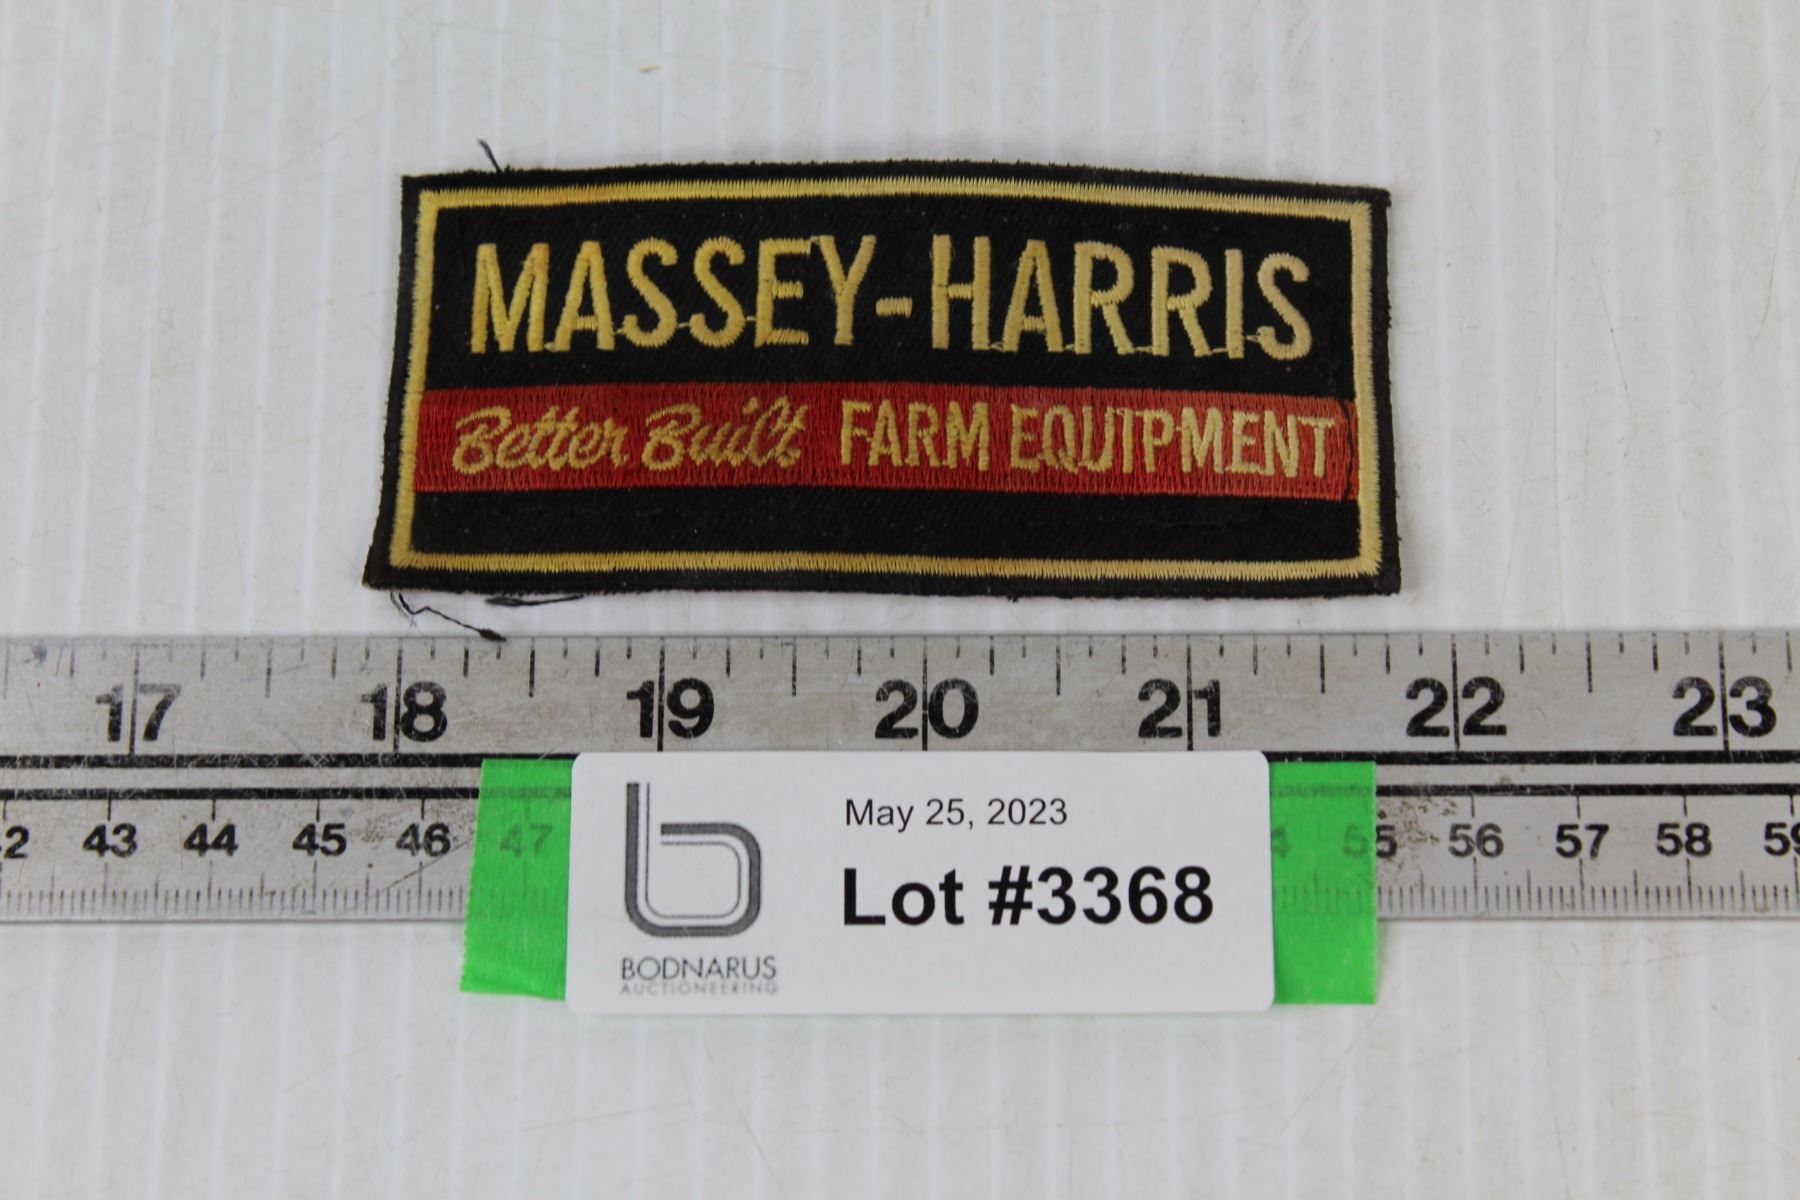 MASSEY-HARRIS
Better Built FARM EQUIPMENT
17 18 19 20 21 22 23
43 44 45 46 47 55 56 57 58 59
May 25, 2023
Lot #3368
BODNARUS
AUCTIONEERING